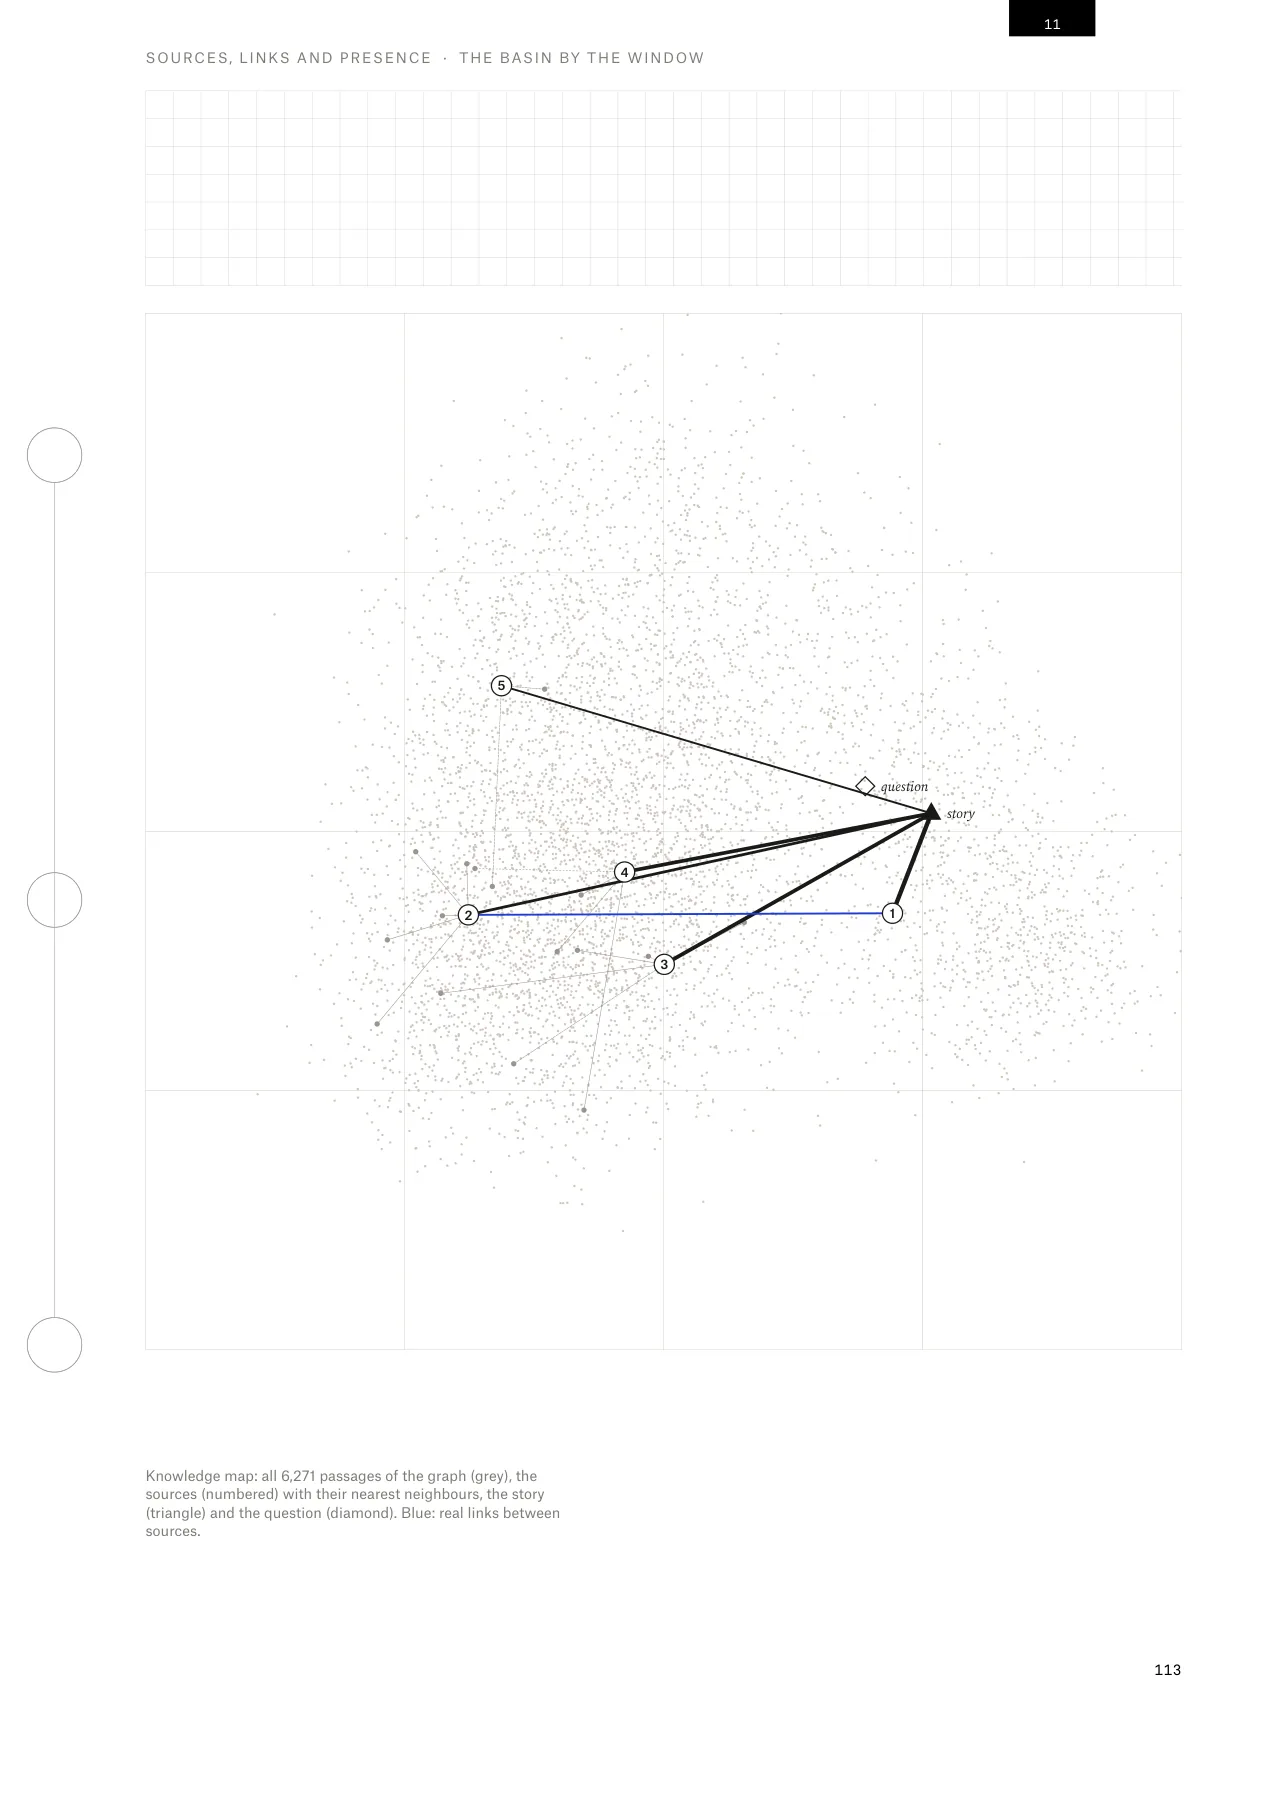 11
SOURCES, LINKS AND PRESENCE · THE BASIN BY THE WINDOW
5
question
story
4
2
1
3
Knowledge map: all 6,271 passages of the graph (grey), the
sources (numbered) with their nearest neighbours, the story
(triangle) and the question (diamond). Blue: real links between
sources.
113